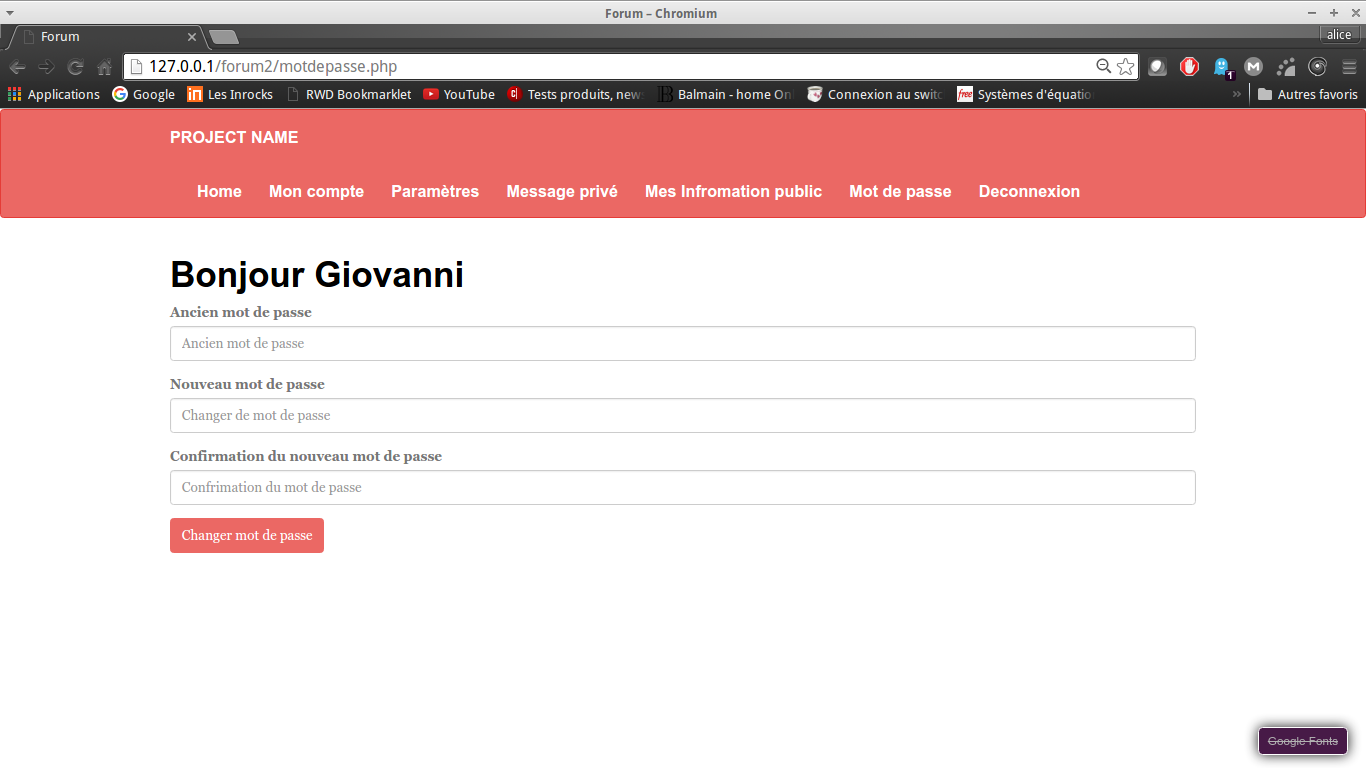 Forum – Chromium
Forum
alice
127.0.0.1/forum2/motdepasse.php
1
Applications Google Les Inrocks RWD Bookmarklet YouTube Tests produits, new Balmain - home On Connexion au switc Systèmes d'équatio » Autres favoris
PROJECT NAME
Home Mon compte Paramètres Message privé Mes Infromation public Mot de passe Deconnexion
Bonjour Giovanni
Ancien mot de passe
Ancien mot de passe
Nouveau mot de passe
Changer de mot de passe
Confirmation du nouveau mot de passe
Confrimation du mot de passe
Changer mot de passe
Google Fonts